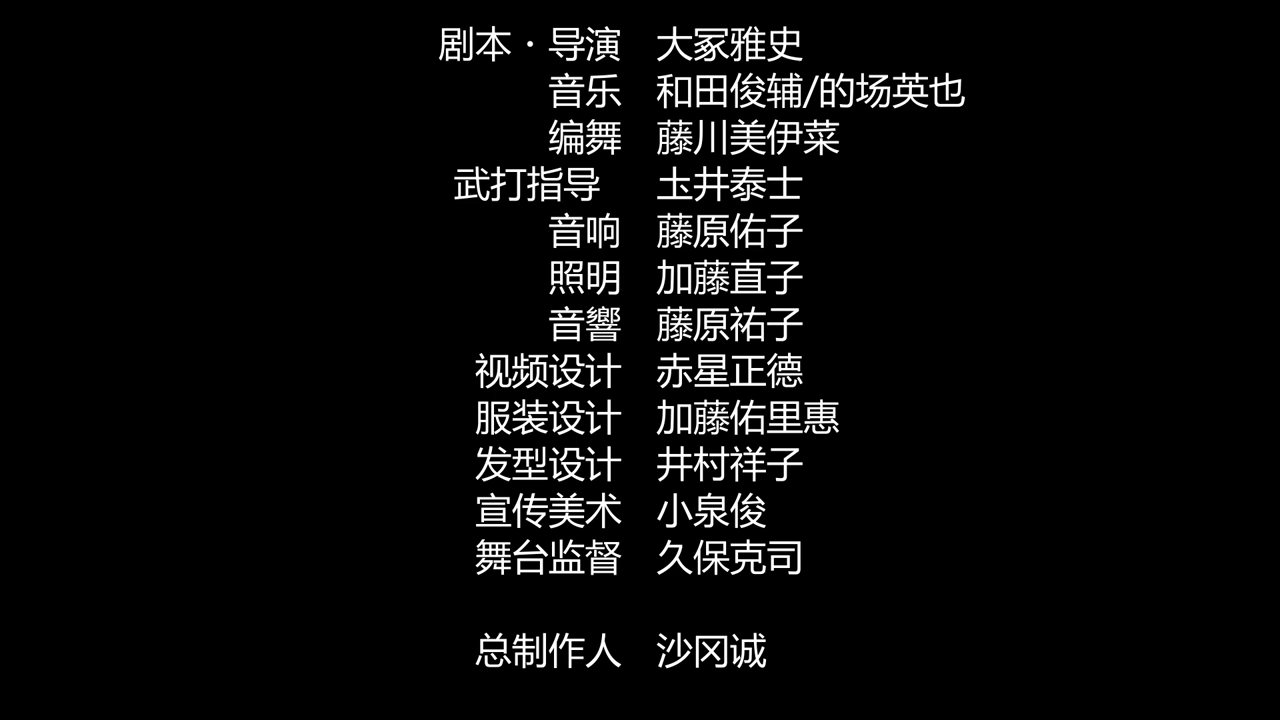 剧本・导演　大冢雅史
音乐　和田俊辅/的场英也
编舞　藤川美伊菜
武打指导　圡井泰士
音响　藤原佑子
照明　加藤直子
音響　藤原祐子
视频设计　赤星正德
服装设计　加藤佑里惠
发型设计　井村祥子
宣传美术　小泉俊
舞台监督　久保克司
总制作人　沙冈诚